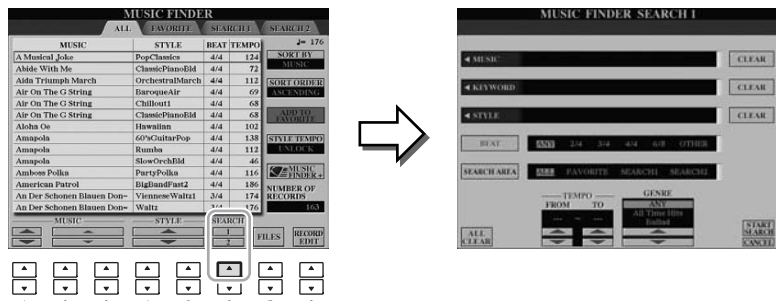 MUSIC FINDER
ALL FAVORITE SEARCH 1 SEARCH 2
MUSIC STYLE BEAT TEMPO
♩= 176
A Musical Joke PopClassics 4/4 124
Abide With Me ClassicPianoBld 4/4 72
Aida Triumph March OrchestralMarch 4/4 112
Air On The G String BaroqueAir 4/4 69
Air On The G String Chillout1 4/4 68
Air On The G String ClassicPianoBld 4/4 68
Aloha Oe Hawaiian 4/4 102
Amapola 60'sGuitarPop 4/4 138
Amapola Rumba 4/4 112
Amapola SlowOrchBld 4/4 46
Amboss Polka PartyPolka 4/4 116
American Patrol BigBandFast2 4/4 186
An Der Schonen Blauen Don~ VienneseWaltz1 3/4 174
An Der Schonen Blauen Don~ Waltz 3/4 176
SORT BY
MUSIC
SORT ORDER
ASCENDING
ADD TO
FAVORITE
STYLE TEMPO
UNLOCK
MUSIC
FINDER+
NUMBER OF
RECORDS
163
MUSIC STYLE SEARCH
1
2
FILES
RECORD
EDIT
MUSIC FINDER SEARCH 1
MUSIC CLEAR
KEYWORD CLEAR
STYLE CLEAR
BEAT ANY 2/4 3/4 4/4 6/8 OTHER
SEARCH AREA ALL FAVORITE SEARCH1 SEARCH2
TEMPO
FROM TO
--- ~ ---
GENRE
ANY
All Time Hits
Ballad
ALL
CLEAR
START
SEARCH
CANCEL